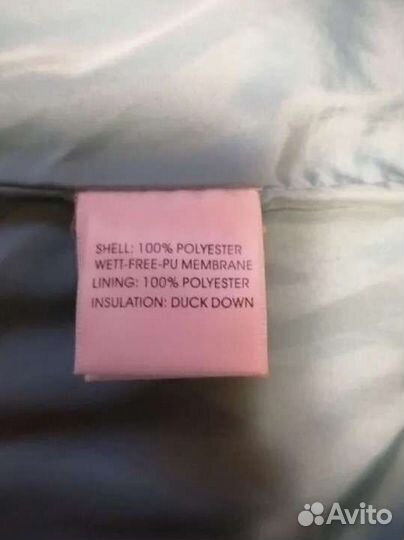 SHELL: 100% POLYESTER
WETT-FREE-PU MEMBRANE
LINING: 100% POLYESTER
INSULATION: DUCK DOWN
Avito